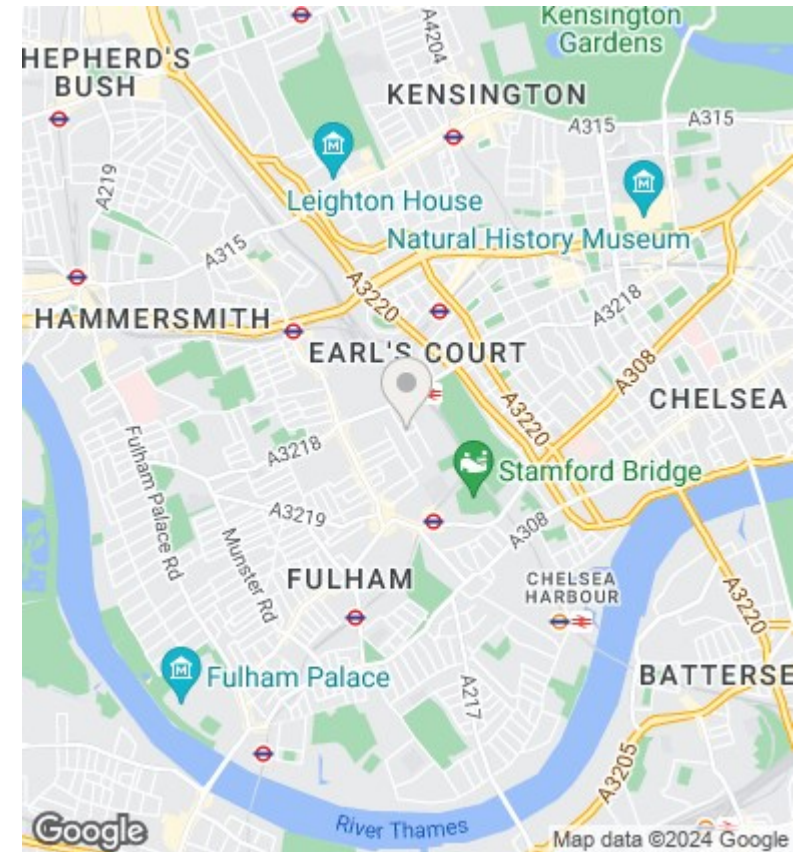 Kensington
Gardens
HEPHERD'S
BUSH
A4204
KENSINGTON
A315
A315
A219
Leighton House
Natural History Museum
A315
A3220
A3218
HAMMERSMITH
EARL'S COURT
A308
A3220
CHELSEA
A3218
Stamford Bridge
Fulham Palace Rd
A3219
Munster Rd
A308
FULHAM
CHELSEA
HARBOUR
A3220
Fulham Palace
A217
BATTERSE
A3205
River Thames
Google
Map data ©2024 Google